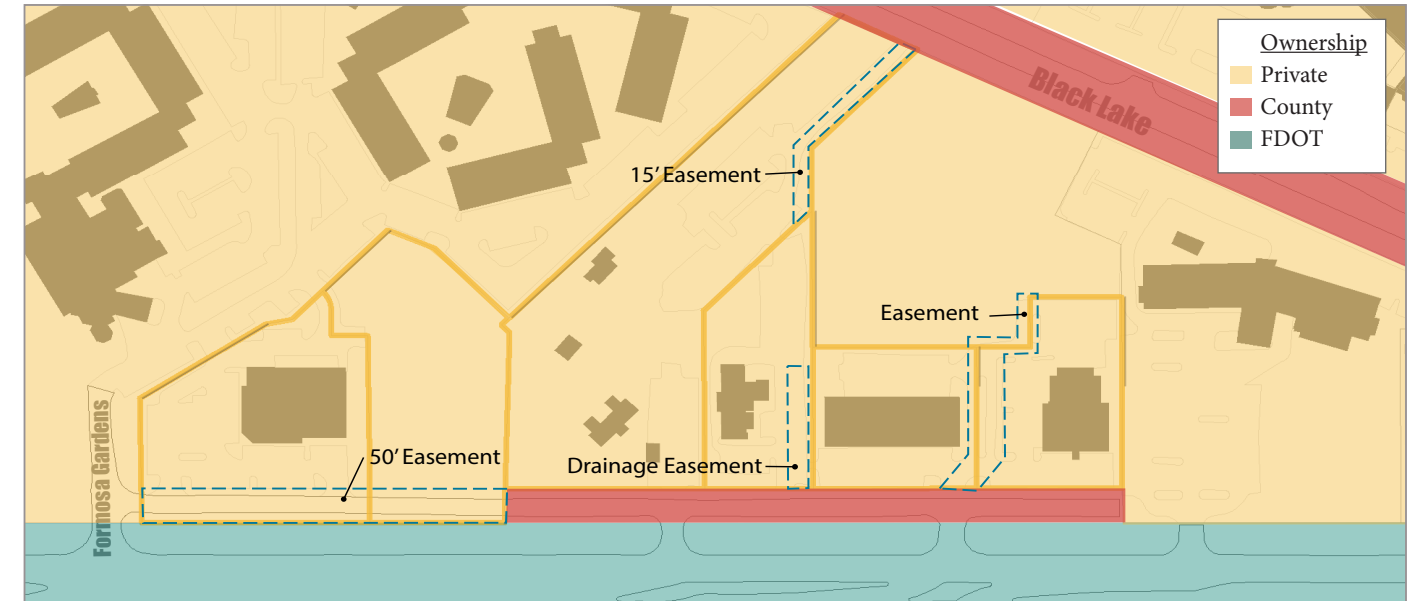 Ownership
Private
County
FDOT
Black Lake
15' Easement
Easement
50' Easement
Drainage Easement
Formosa Gardens